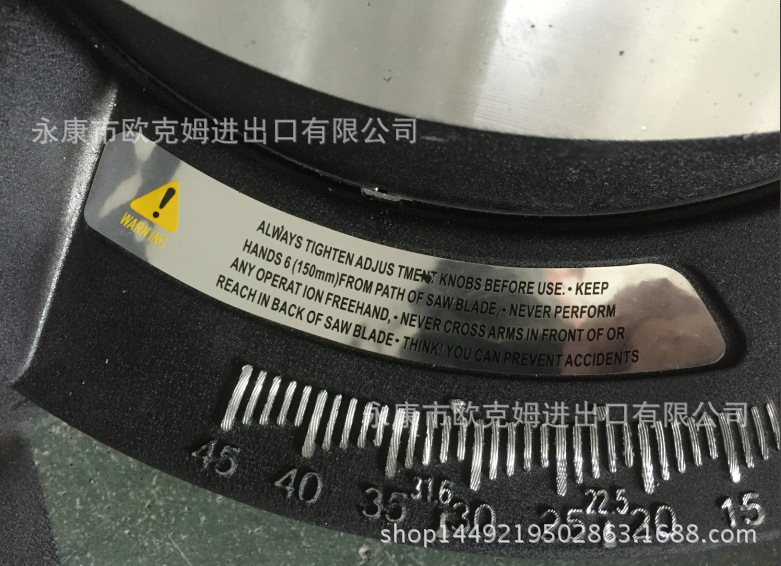 永康市欧克姆进出口有限公司
WARNING
ALWAYS TIGHTEN ADJUS TMENT KNOBS BEFORE USE. • KEEP
HANDS 6 (150mm)FROM PATH OF SAW BLADE, • NEVER PERFORM
ANY OPERAT ION FREEHAND, • NEVER CROSS ARMS IN FRONT OF OR
REACH IN BACK OF SAW BLADE • THINK! YOU CAN PREVENT ACCIDENTS
永康市欧克姆进出口有限公司
45 40 35 31.6 30 25 22.5 20 15
shop1449219502863.1688.com